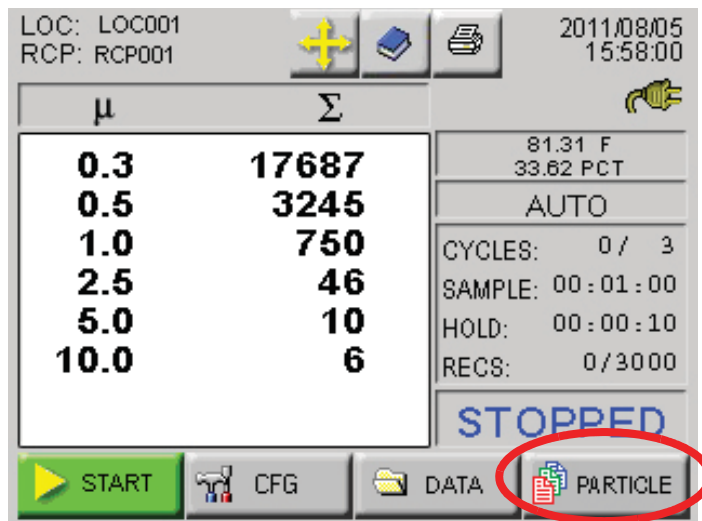 LOC: LOC001
RCP: RCP001
2011/08/05
15:58:00
μ Σ
0.3 17687
0.5 3245
1.0 750
2.5 46
5.0 10
10.0 6
81.31 F
33.62 PCT
AUTO
CYCLES: 0/ 3
SAMPLE: 00:01:00
HOLD: 00:00:10
RECS: 0/3000
STOPPED
START CFG DATA PARTICLE